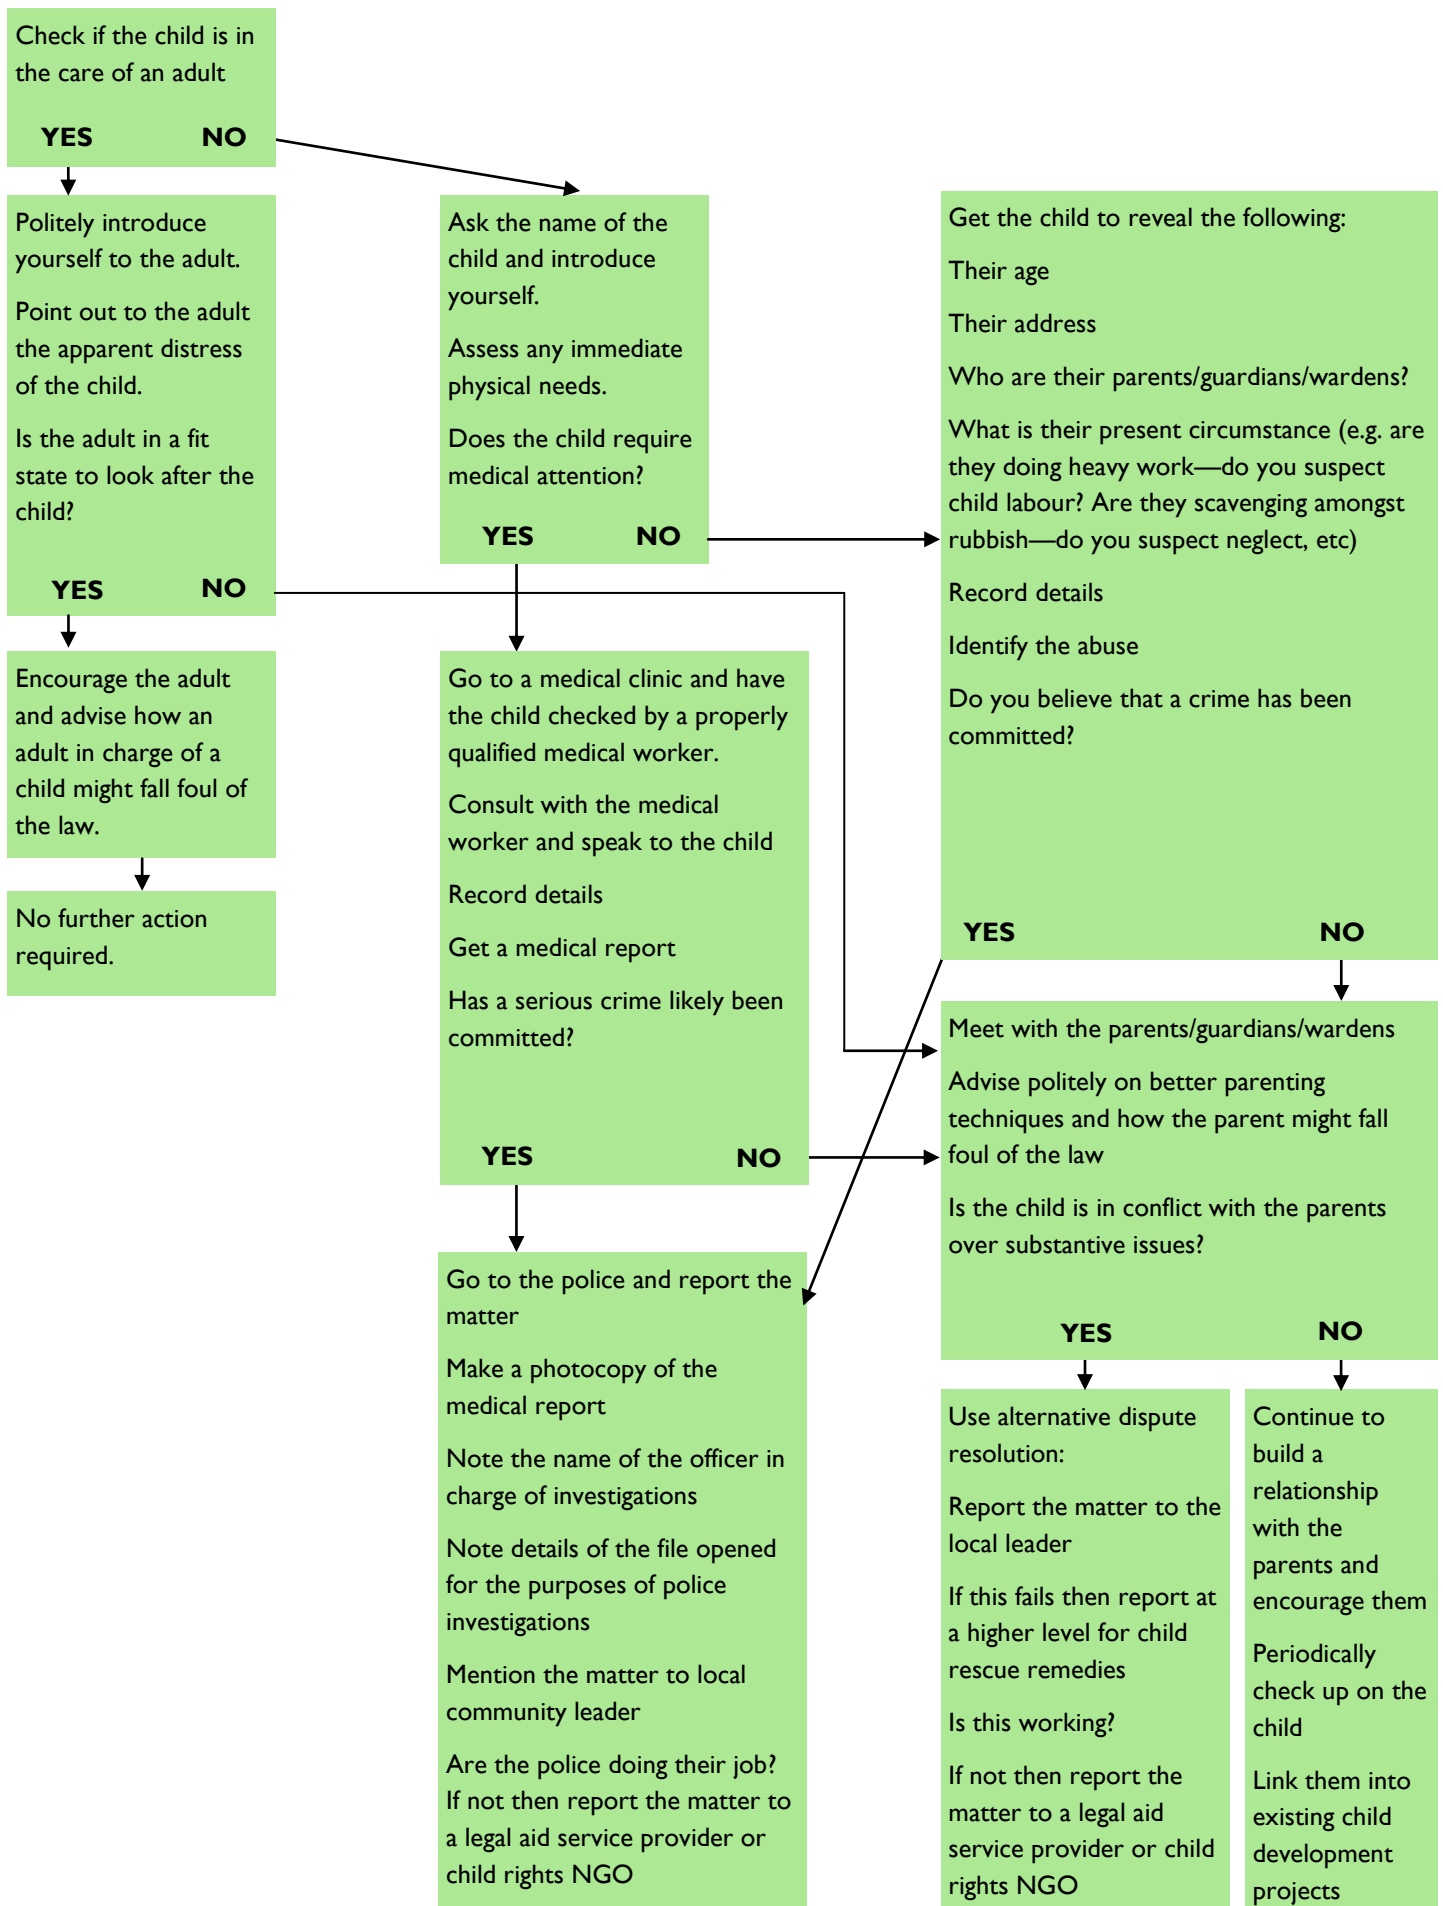 Check if the child is in
the care of an adult
YES NO
Politely introduce
yourself to the adult.
Point out to the adult
the apparent distress
of the child.
Is the adult in a fit
state to look after the
child?
YES NO
Encourage the adult
and advise how an
adult in charge of a
child might fall foul of
the law.
No further action
required.
Ask the name of the
child and introduce
yourself.
Assess any immediate
physical needs.
Does the child require
medical attention?
YES NO
Go to a medical clinic and have
the child checked by a properly
qualified medical worker.
Consult with the medical
worker and speak to the child
Record details
Get a medical report
Has a serious crime likely been
committed?
YES NO
Go to the police and report the
matter
Make a photocopy of the
medical report
Note the name of the officer in
charge of investigations
Note details of the file opened
for the purposes of police
investigations
Mention the matter to local
community leader
Are the police doing their job?
If not then report the matter to
a legal aid service provider or
child rights NGO
Get the child to reveal the following:
Their age
Their address
Who are their parents/guardians/wardens?
What is their present circumstance (e.g. are
they doing heavy work—do you suspect
child labour? Are they scavenging amongst
rubbish—do you suspect neglect, etc)
Record details
Identify the abuse
Do you believe that a crime has been
committed?
YES NO
Meet with the parents/guardians/wardens
Advise politely on better parenting
techniques and how the parent might fall
foul of the law
Is the child is in conflict with the parents
over substantive issues?
YES NO
Use alternative dispute
resolution:
Report the matter to the
local leader
If this fails then report at
a higher level for child
rescue remedies
Is this working?
If not then report the
matter to a legal aid
service provider or child
rights NGO
Continue to
build a
relationship
with the
parents and
encourage them
Periodically
check up on the
child
Link them into
existing child
development
projects